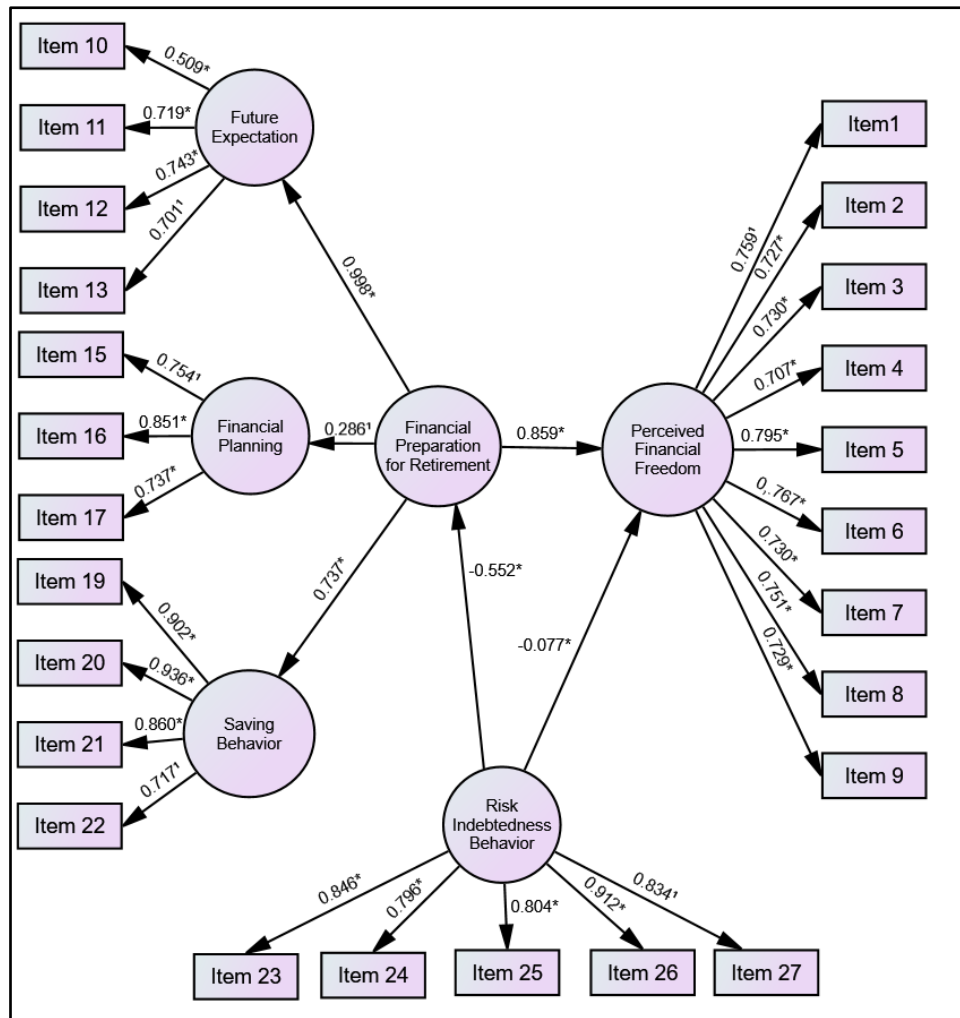 Item 10
Item 11
Item 12
Item 13
0.509*
0.719*
0.743*
0.701¹
Future
Expectation
0.998*
Item 15
Item 16
Item 17
0.754¹
0.851*
0.737*
Financial
Planning
0.286¹
Financial
Preparation
for Retirement
0.859*
Perceived
Financial
Freedom
0.759¹
0.727*
0.730*
0.707*
0.795*
0,.767*
0.730*
0.751*
0.729*
Item1
Item 2
Item 3
Item 4
Item 5
Item 6
Item 7
Item 8
Item 9
0.737*
-0.552*
-0.077*
Item 19
Item 20
Item 21
Item 22
0.902*
0.936*
0.860*
0.717¹
Saving
Behavior
Risk
Indebtedness
Behavior
0.846*
0.796*
0.804*
0.912*
0.834¹
Item 23
Item 24
Item 25
Item 26
Item 27